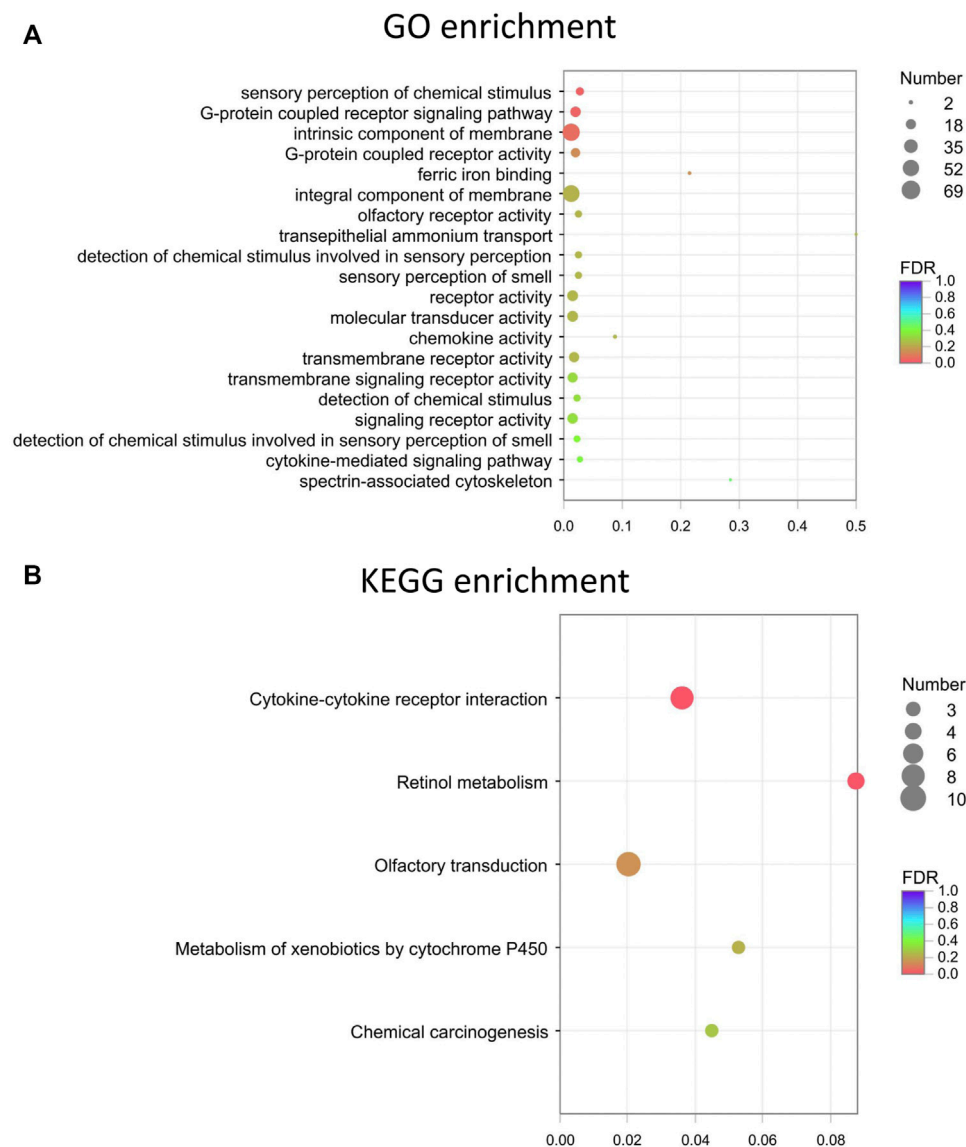 A
GO enrichment
sensory perception of chemical stimulus
G-protein coupled receptor signaling pathway
intrinsic component of membrane
G-protein coupled receptor activity
ferric iron binding
integral component of membrane
olfactory receptor activity
transepithelial ammonium transport
detection of chemical stimulus involved in sensory perception
sensory perception of smell
receptor activity
molecular transducer activity
chemokine activity
transmembrane receptor activity
transmembrane signaling receptor activity
detection of chemical stimulus
signaling receptor activity
detection of chemical stimulus involved in sensory perception of smell
cytokine-mediated signaling pathway
spectrin-associated cytoskeleton
0.0 0.1 0.2 0.3 0.4 0.5
Number
2
18
35
52
69
FDR
1.0
0.8
0.6
0.4
0.2
0.0
B
KEGG enrichment
Cytokine-cytokine receptor interaction
Retinol metabolism
Olfactory transduction
Metabolism of xenobiotics by cytochrome P450
Chemical carcinogenesis
0.00 0.02 0.04 0.06 0.08
Number
3
4
6
8
10
FDR
1.0
0.8
0.6
0.4
0.2
0.0